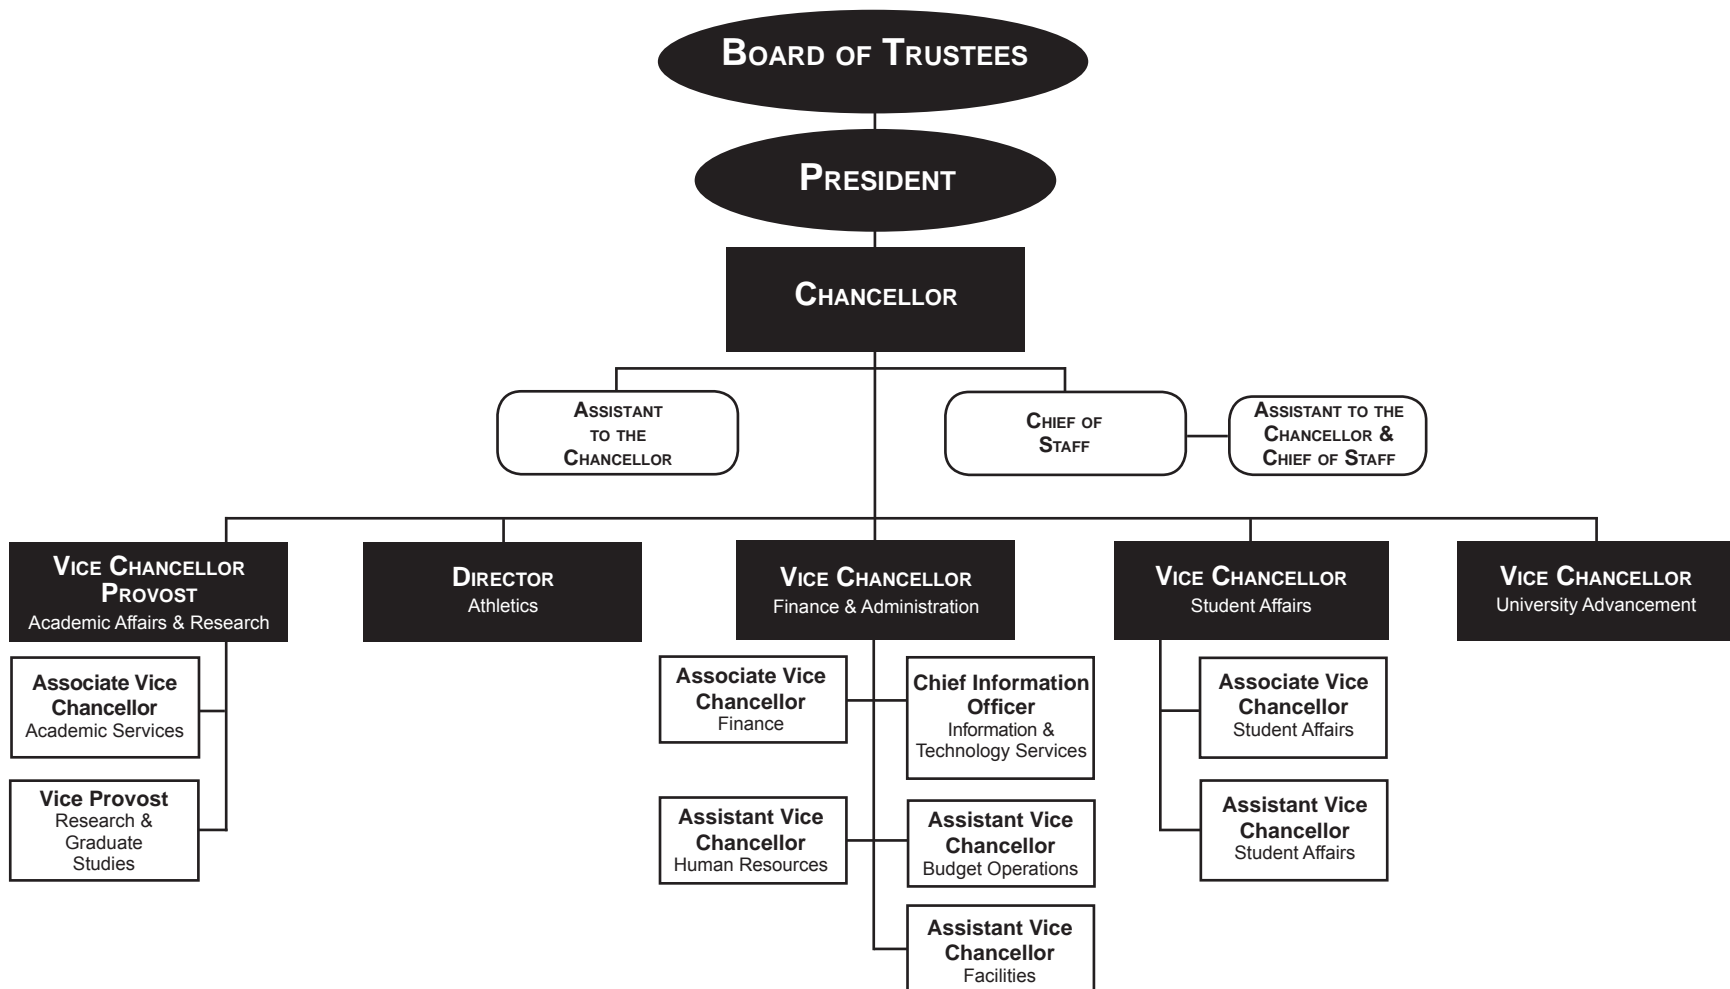 BOARD OF TRUSTEES
PRESIDENT
CHANCELLOR
ASSISTANT
TO THE
CHANCELLOR
CHIEF OF
STAFF
ASSISTANT TO THE
CHANCELLOR &
CHIEF OF STAFF
VICE CHANCELLOR
PROVOST
Academic Affairs & Research
DIRECTOR
Athletics
VICE CHANCELLOR
Finance & Administration
VICE CHANCELLOR
Student Affairs
VICE CHANCELLOR
University Advancement
Associate Vice
Chancellor
Academic Services
Vice Provost
Research &
Graduate
Studies
Associate Vice
Chancellor
Finance
Chief Information
Officer
Information &
Technology Services
Assistant Vice
Chancellor
Human Resources
Assistant Vice
Chancellor
Budget Operations
Assistant Vice
Chancellor
Facilities
Associate Vice
Chancellor
Student Affairs
Assistant Vice
Chancellor
Student Affairs